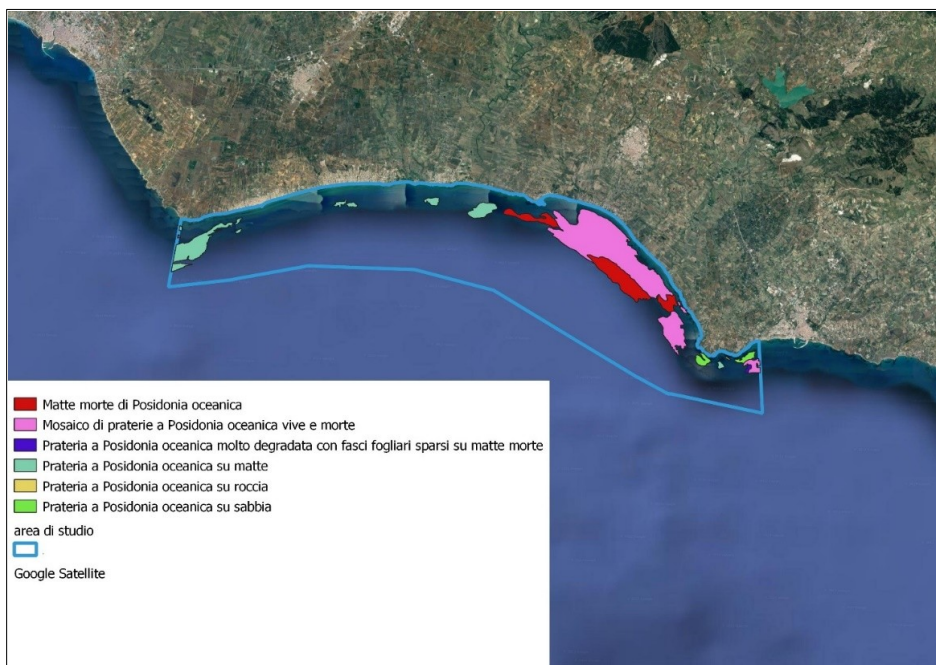 Matte morte di Posidonia oceanica
Mosaico di praterie a Posidonia oceanica vive e morte
Prateria a Posidonia oceanica molto degradata con fasci fogliari sparsi su matte morte
Prateria a Posidonia oceanica su matte
Prateria a Posidonia oceanica su roccia
Prateria a Posidonia oceanica su sabbia
area di studio
.
Google Satellite